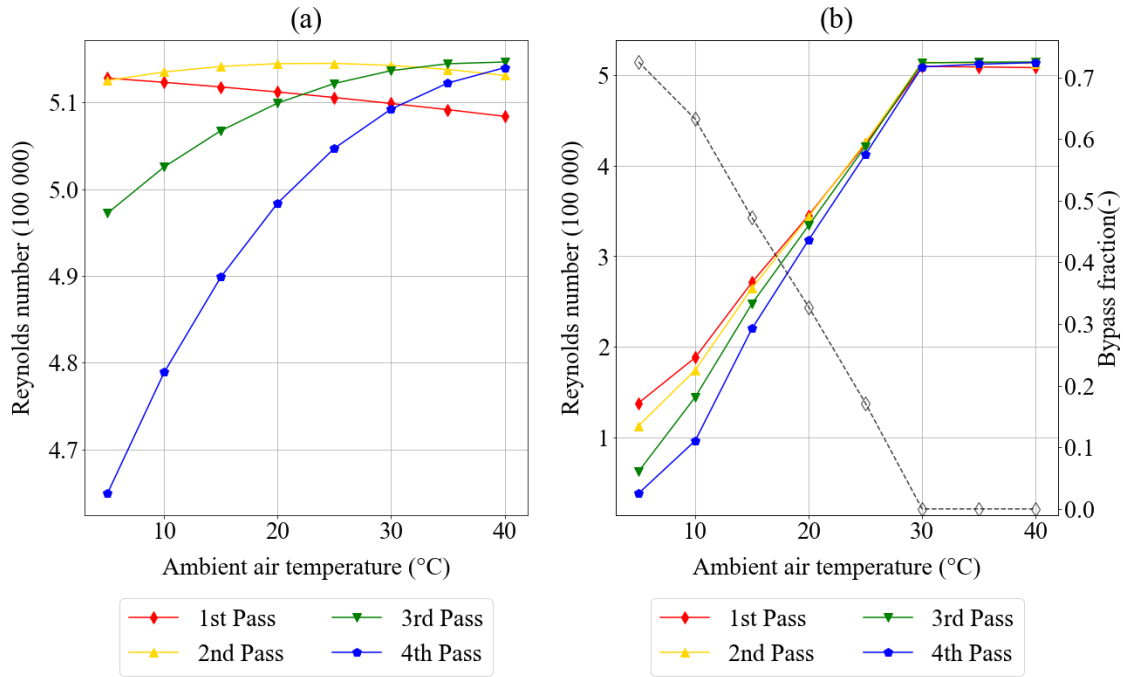 (a)
Reynolds number (100 000)
5.1
5.0
4.9
4.8
4.7
10
20
30
40
Ambient air temperature (°C)
1st Pass
3rd Pass
2nd Pass
4th Pass
(b)
Reynolds number (100 000)
5
4
3
2
1
Bypass fraction(-)
0.7
0.6
0.5
0.4
0.3
0.2
0.1
0.0
10
20
30
40
Ambient air temperature (°C)
1st Pass
3rd Pass
2nd Pass
4th Pass